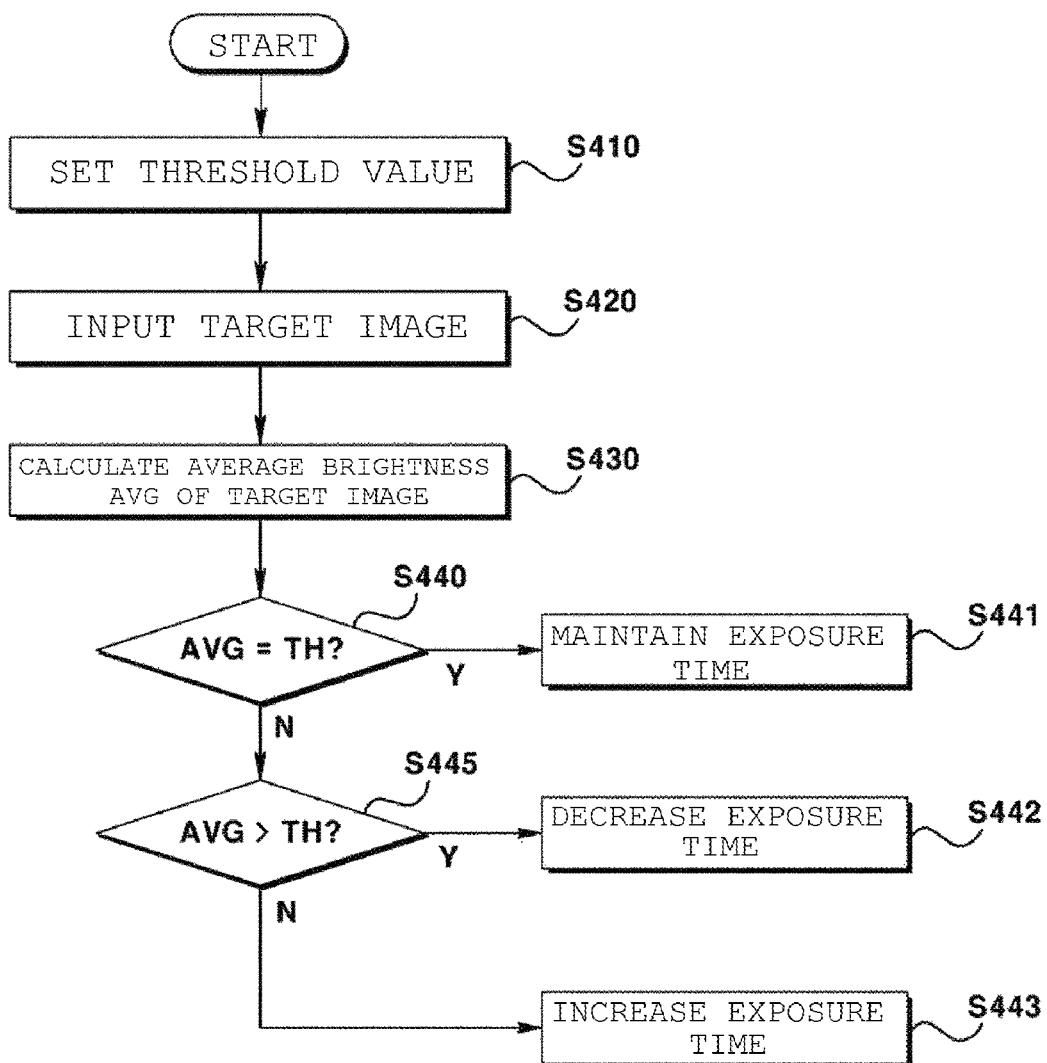 START
SET THRESHOLD VALUE
S410
INPUT TARGET IMAGE
S420
CALCULATE AVERAGE BRIGHTNESS
AVG OF TARGET IMAGE
S430
S440
AVG = TH?
Y
N
MAINTAIN EXPOSURE
TIME
S441
S445
AVG > TH?
Y
N
DECREASE EXPOSURE
TIME
S442
INCREASE EXPOSURE
TIME
S443